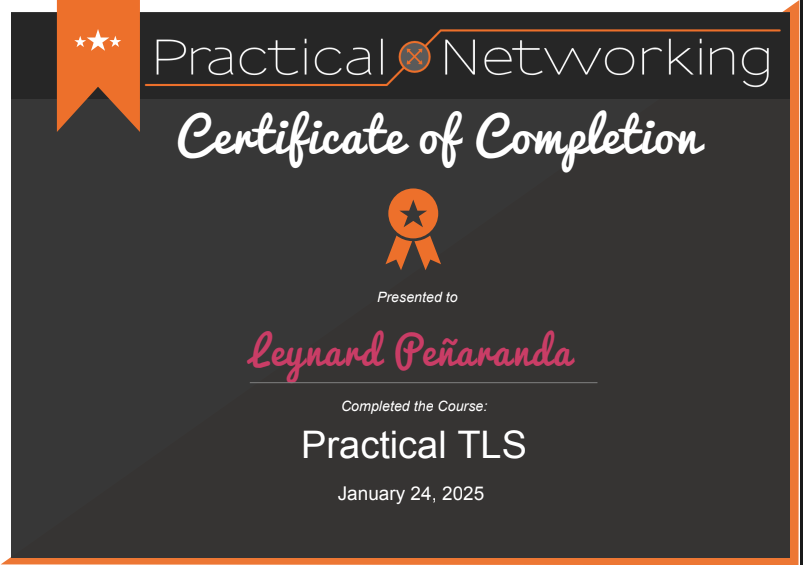 Practical Networking
Certificate of Completion
Presented to
Leynard Peñaranda
Completed the Course:
Practical TLS
January 24, 2025